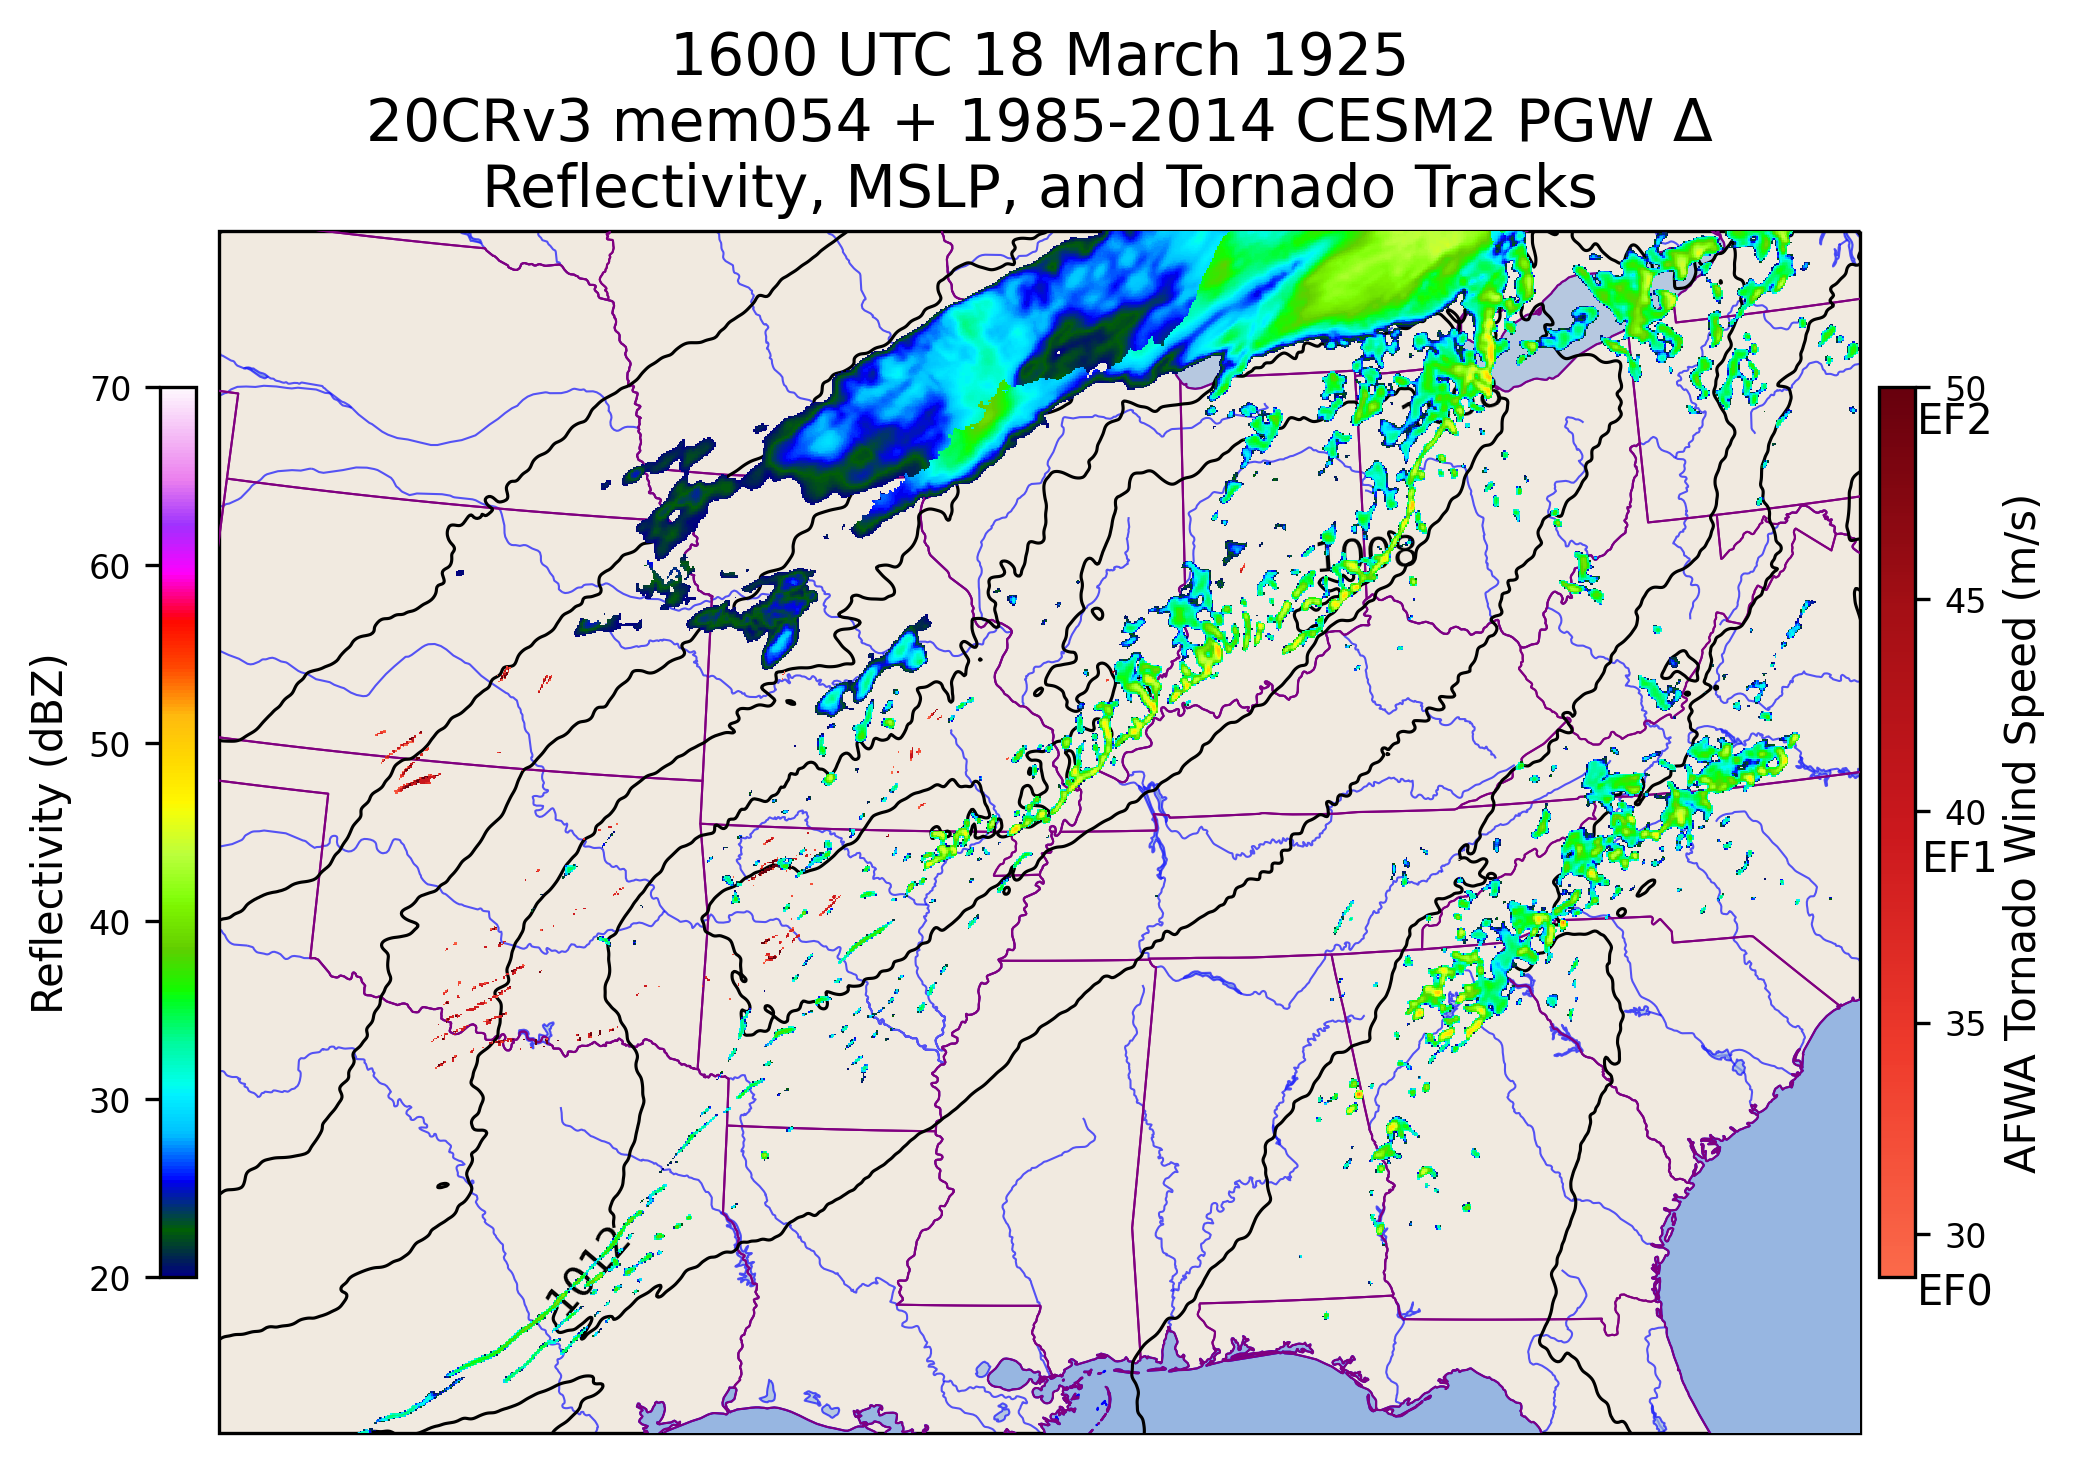 1600 UTC 18 March 1925
20CRv3 mem054 + 1985-2014 CESM2 PGW Δ
Reflectivity, MSLP, and Tornado Tracks
Reflectivity (dBZ)
70
60
50
40
30
20
1008
1012
50
EF2
45
40
EF1
35
30
EF0
AFWA Tornado Wind Speed (m/s)